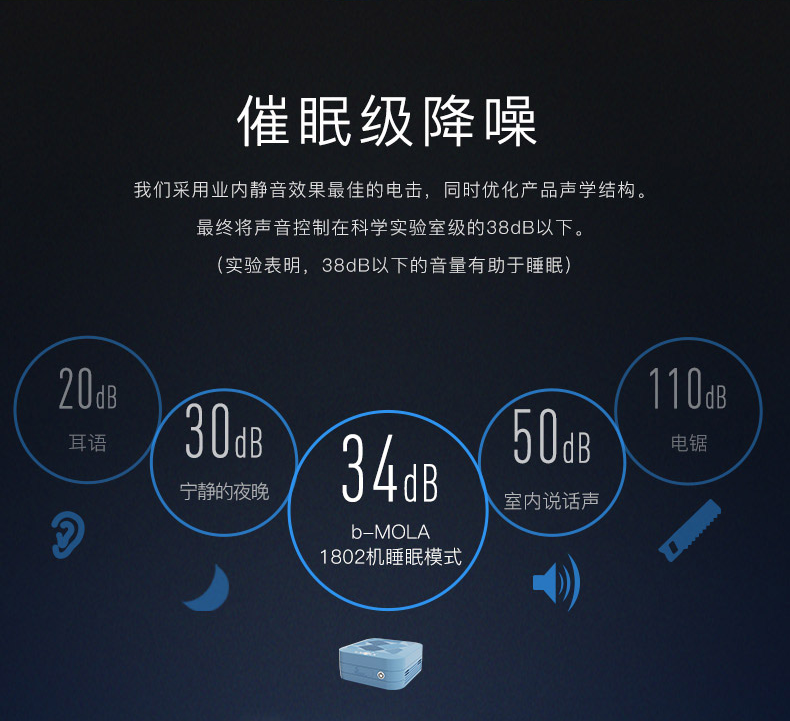 催眠级降噪
我们采用业内静音效果最佳的电击，同时优化产品声学结构。
最终将声音控制在科学实验室级的38dB以下。
（实验表明，38dB以下的音量有助于睡眠）
20dB
耳语
30dB
宁静的夜晚
34dB
b-MOLA
1802机睡眠模式
50dB
室内说话声
110dB
电锯